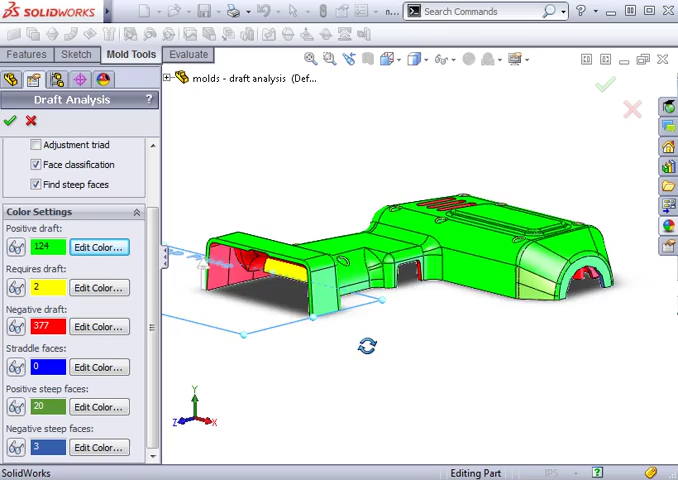 SOLIDWORKS
n...
Search Commands
?
Features
Sketch
Mold Tools
Evaluate
molds - draft analysis (Def...
Draft Analysis
?
Adjustment triad
Face classification
Find steep faces
Color Settings
Positive draft:
124
Edit Color...
Requires draft:
2
Edit Color...
Negative draft:
377
Edit Color...
Straddle faces:
0
Edit Color...
Positive steep faces:
20
Edit Color...
Negative steep faces:
3
Edit Color...
Y
Z
X
SolidWorks
Editing Part
IPS
?